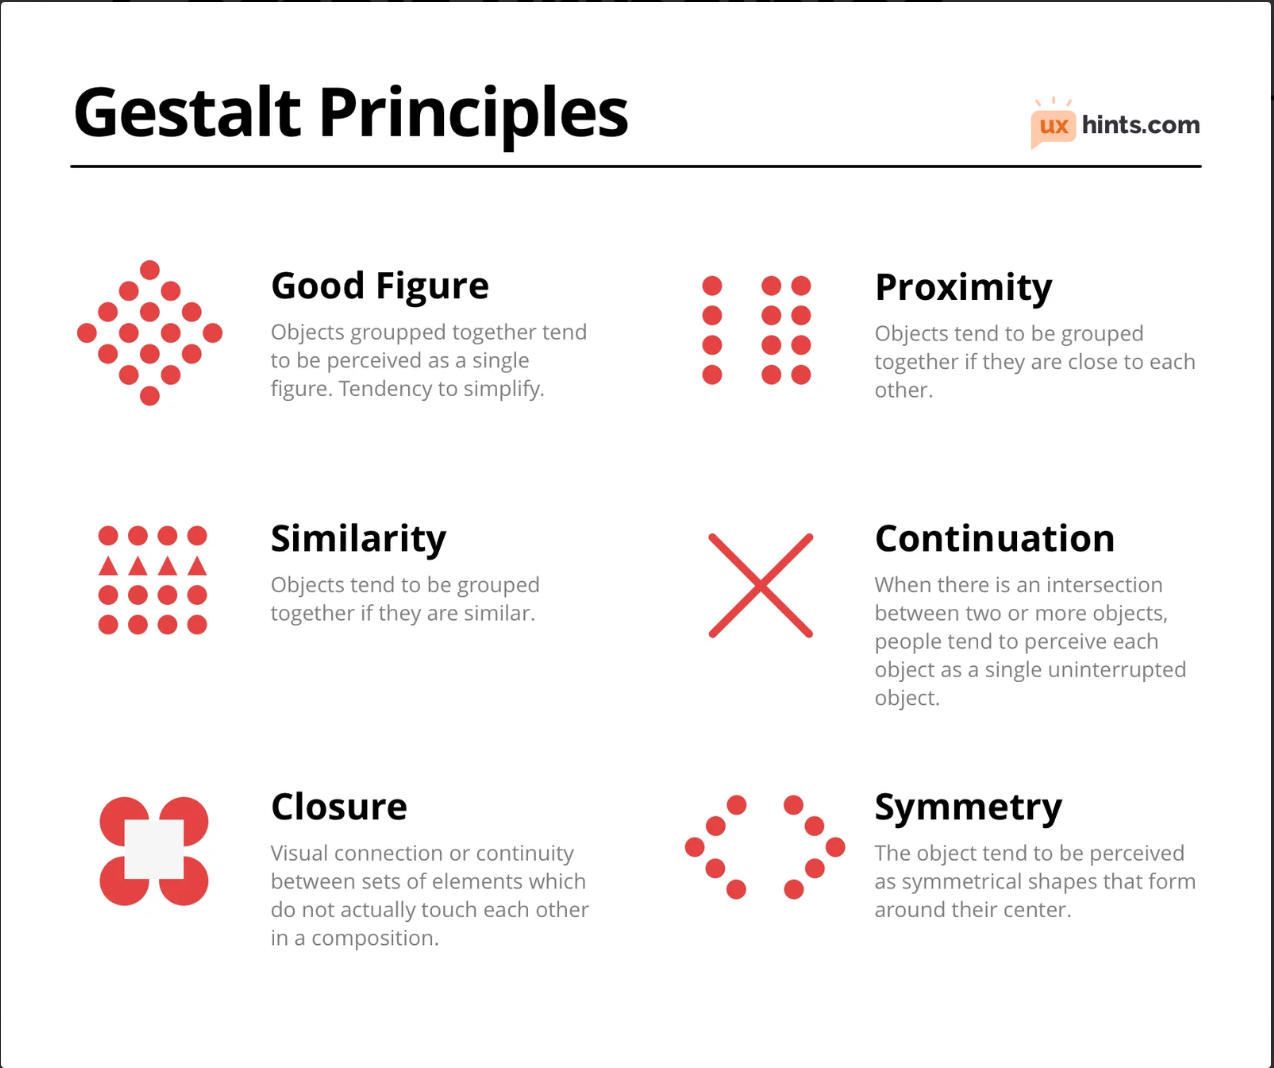 Gestalt Principles
ux hints.com
Good Figure
Objects groupped together tend
to be perceived as a single
figure. Tendency to simplify.
Proximity
Objects tend to be grouped
together if they are close to each
other.
Similarity
Objects tend to be grouped
together if they are similar.
Continuation
When there is an intersection
between two or more objects,
people tend to perceive each
object as a single uninterrupted
object.
Closure
Visual connection or continuity
between sets of elements which
do not actually touch each other
in a composition.
Symmetry
The object tend to be perceived
as symmetrical shapes that form
around their center.